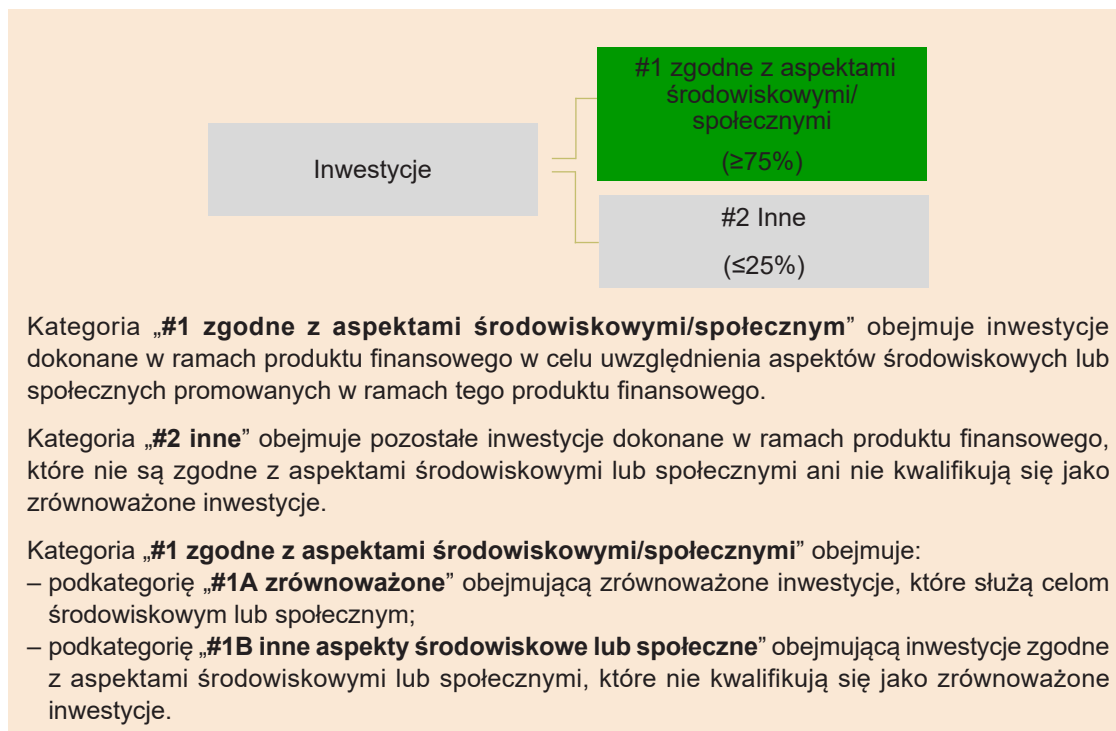 #1 zgodne z aspektami
środowiskowymi/
społecznymi
(≥75%)
Inwestycje
#2 Inne
(≤25%)
Kategoria „#1 zgodne z aspektami środowiskowymi/społecznym” obejmuje inwestycje
dokonane w ramach produktu finansowego w celu uwzględnienia aspektów środowiskowych lub
społecznych promowanych w ramach tego produktu finansowego.
Kategoria „#2 inne” obejmuje pozostałe inwestycje dokonane w ramach produktu finansowego,
które nie są zgodne z aspektami środowiskowymi lub społecznymi ani nie kwalifikują się jako
zrównoważone inwestycje.
Kategoria „#1 zgodne z aspektami środowiskowymi/społecznymi” obejmuje:
– podkategorię „#1A zrównoważone” obejmującą zrównoważone inwestycje, które służą celom
środowiskowym lub społecznym;
– podkategorię „#1B inne aspekty środowiskowe lub społeczne” obejmującą inwestycje zgodne
z aspektami środowiskowymi lub społecznymi, które nie kwalifikują się jako zrównoważone
inwestycje.